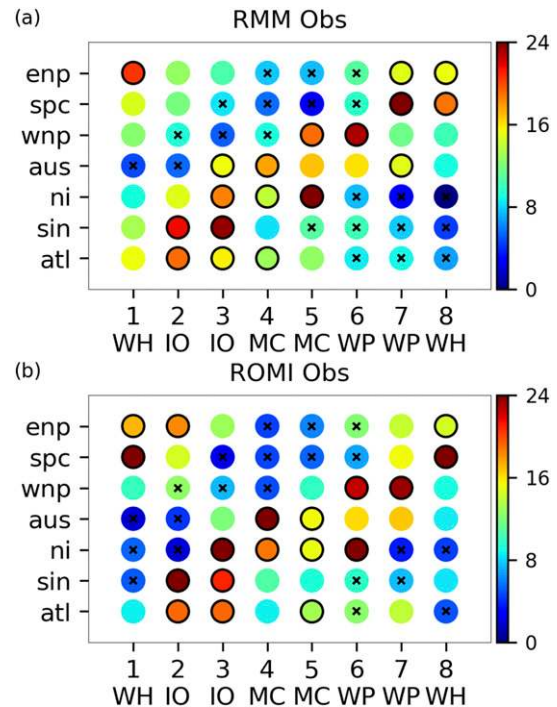 (a)
RMM Obs
24
enp
spc
wnp
16
aus
ni
8
sin
atl
0
1 2 3 4 5 6 7 8
WH IO IO MC MC WP WP WH
(b)
ROMI Obs
24
enp
spc
wnp
16
aus
ni
8
sin
atl
0
1 2 3 4 5 6 7 8
WH IO IO MC MC WP WP WH